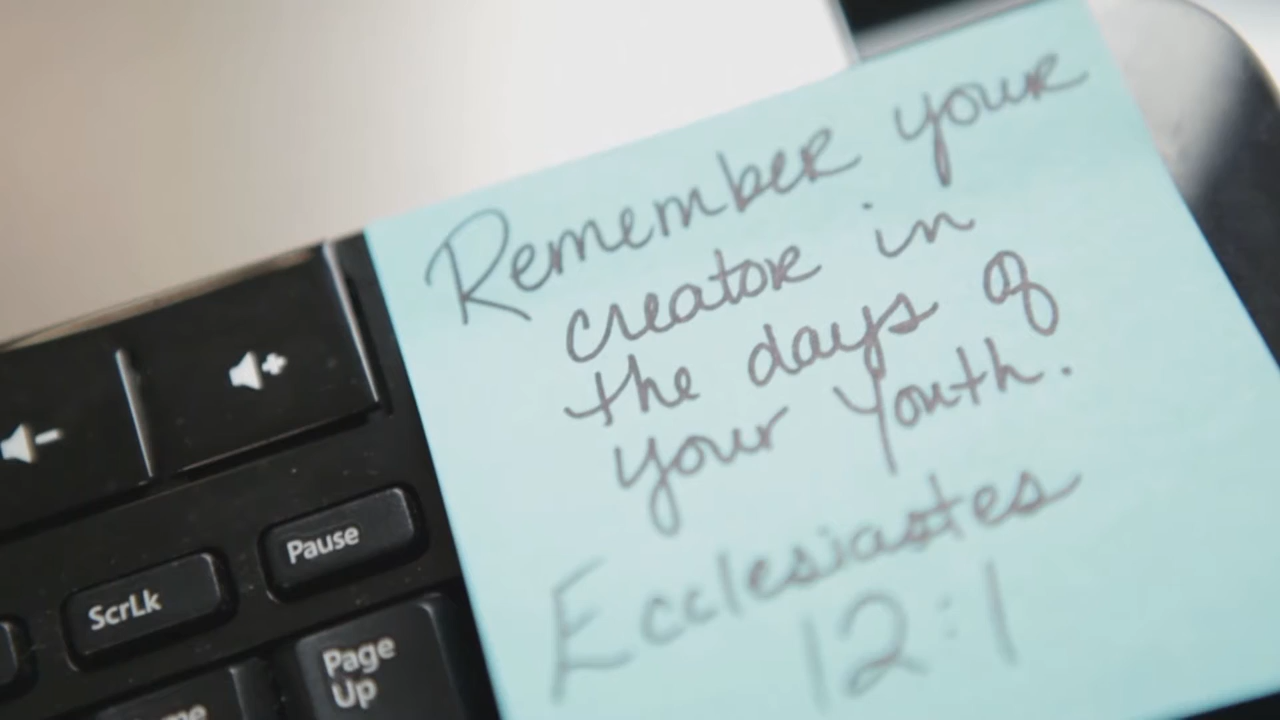 Remember your
creator in
the days of
your Youth.
Ecclesiastes
12:1
Pause
ScrLk
Page
Up